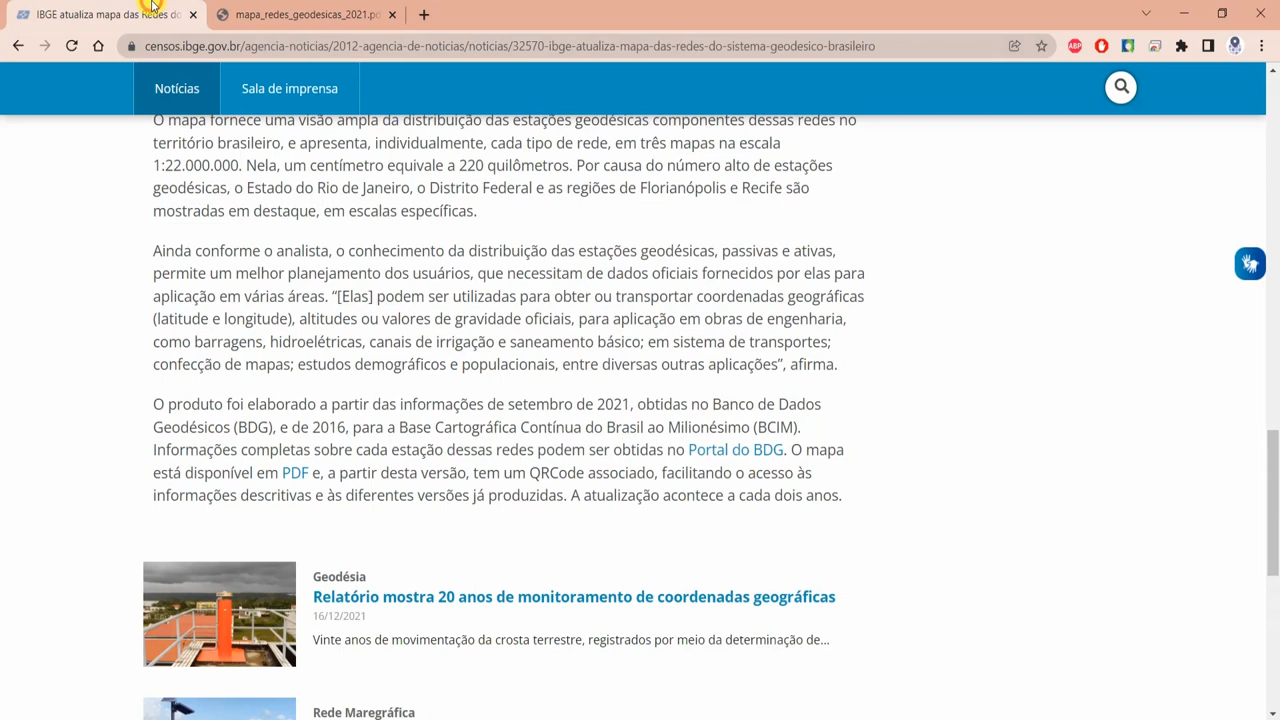 IBGE atualiza mapa das Redes do
mapa_redes_geodesicas_2021.p
censos.ibge.gov.br/agencia-noticias/2012-agencia-de-noticias/noticias/32570-ibge-atualiza-mapa-das-redes-do-sistema-geodesico-brasileiro
ABP
Notícias
Sala de imprensa
O mapa fornece uma visão ampla da distribuição das estações geodésicas componentes dessas redes no
território brasileiro, e apresenta, individualmente, cada tipo de rede, em três mapas na escala
1:22.000.000. Nela, um centímetro equivale a 220 quilômetros. Por causa do número alto de estações
geodésicas, o Estado do Rio de Janeiro, o Distrito Federal e as regiões de Florianópolis e Recife são
mostradas em destaque, em escalas específicas.
Ainda conforme o analista, o conhecimento da distribuição das estações geodésicas, passivas e ativas,
permite um melhor planejamento dos usuários, que necessitam de dados oficiais fornecidos por elas para
aplicação em várias áreas. “[Elas] podem ser utilizadas para obter ou transportar coordenadas geográficas
(latitude e longitude), altitudes ou valores de gravidade oficiais, para aplicação em obras de engenharia,
como barragens, hidroelétricas, canais de irrigação e saneamento básico; em sistema de transportes;
confecção de mapas; estudos demográficos e populacionais, entre diversas outras aplicações”, afirma.
O produto foi elaborado a partir das informações de setembro de 2021, obtidas no Banco de Dados
Geodésicos (BDG), e de 2016, para a Base Cartográfica Contínua do Brasil ao Milionésimo (BCIM).
Informações completas sobre cada estação dessas redes podem ser obtidas no Portal do BDG. O mapa
está disponível em PDF e, a partir desta versão, tem um QRCode associado, facilitando o acesso às
informações descritivas e às diferentes versões já produzidas. A atualização acontece a cada dois anos.
Geodésia
Relatório mostra 20 anos de monitoramento de coordenadas geográficas
16/12/2021
Vinte anos de movimentação da crosta terrestre, registrados por meio da determinação de...
Rede Maregráfica